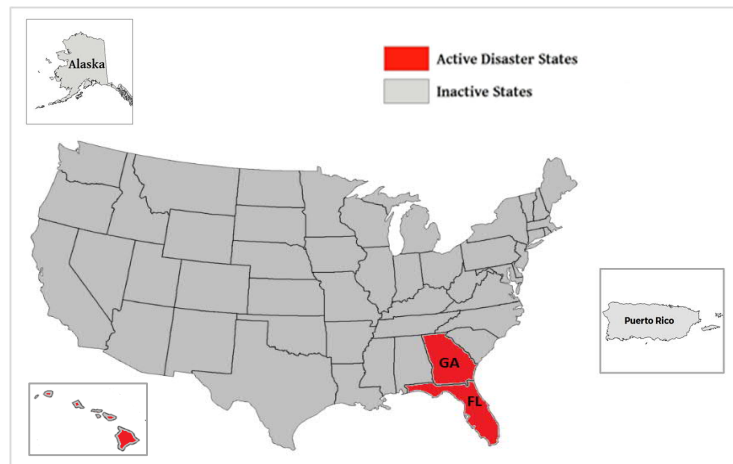 Alaska
Active Disaster States
Inactive States
Puerto Rico
GA
FL